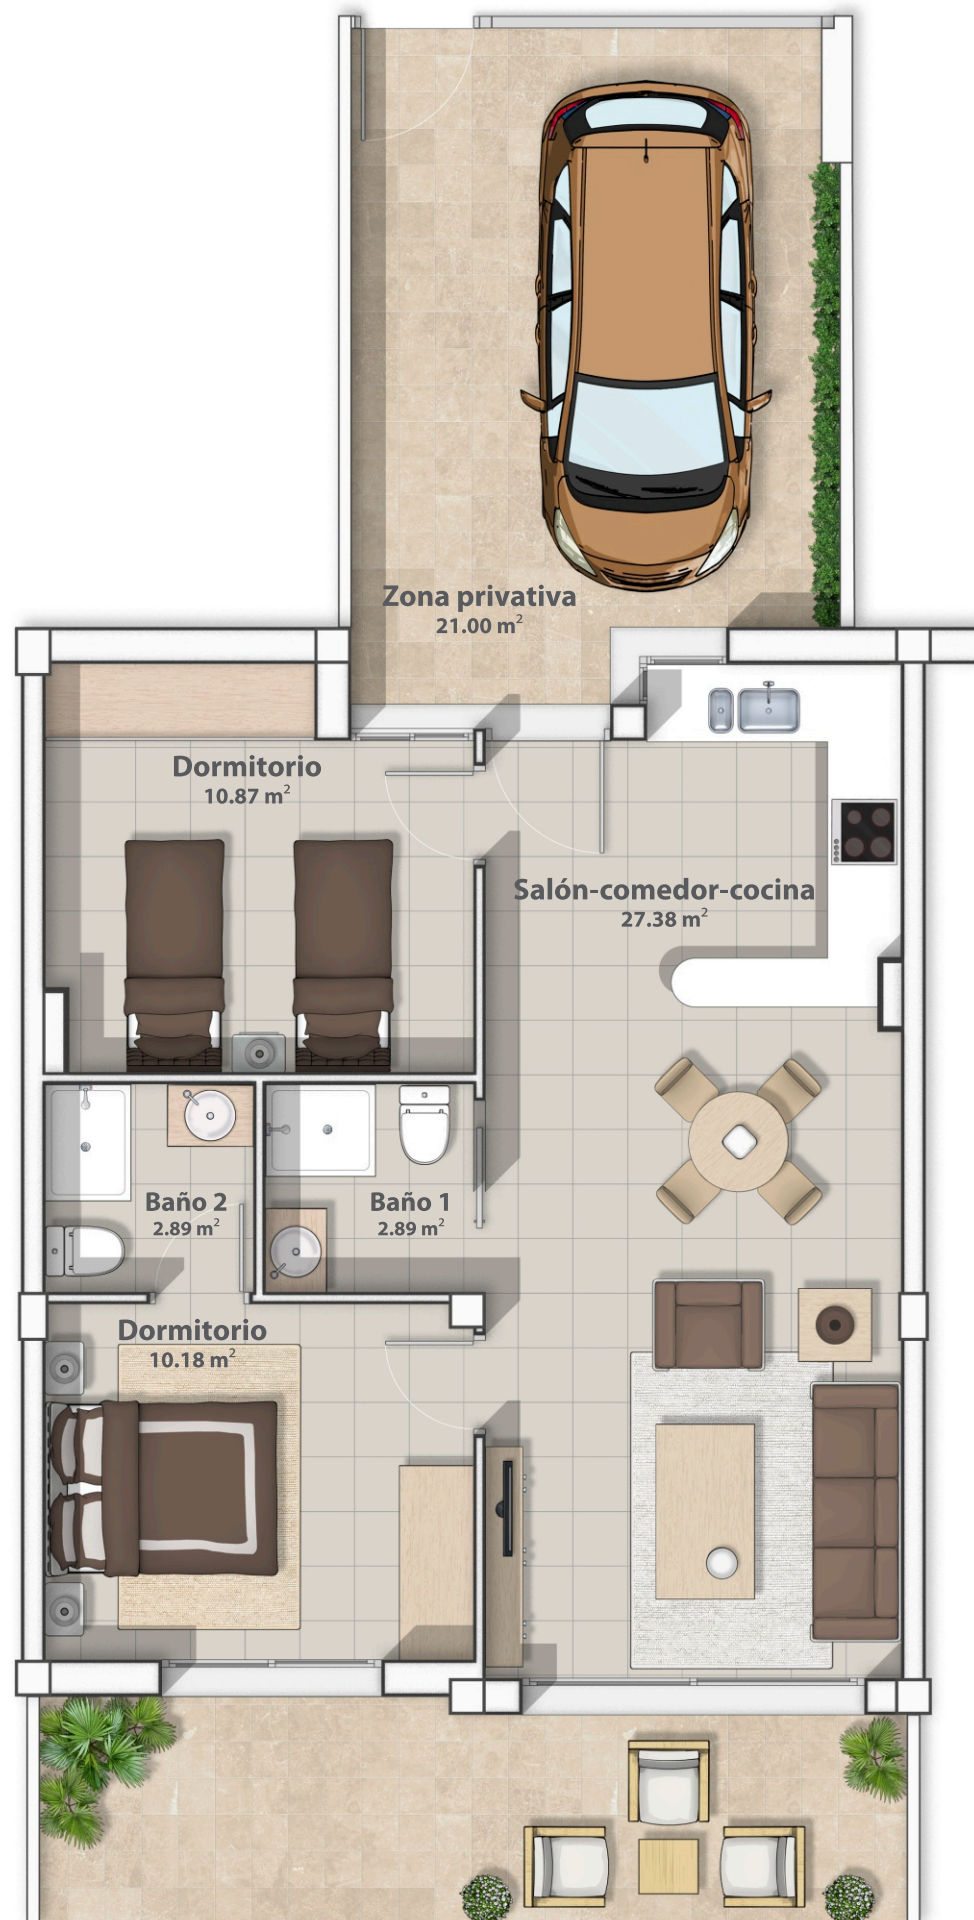 Zona privativa
21.00 m²
Dormitorio
10.87 m²
Salón-comedor-cocina
27.38 m²
Baño 2
2.89 m²
Baño 1
2.89 m²
Dormitorio
10.18 m²